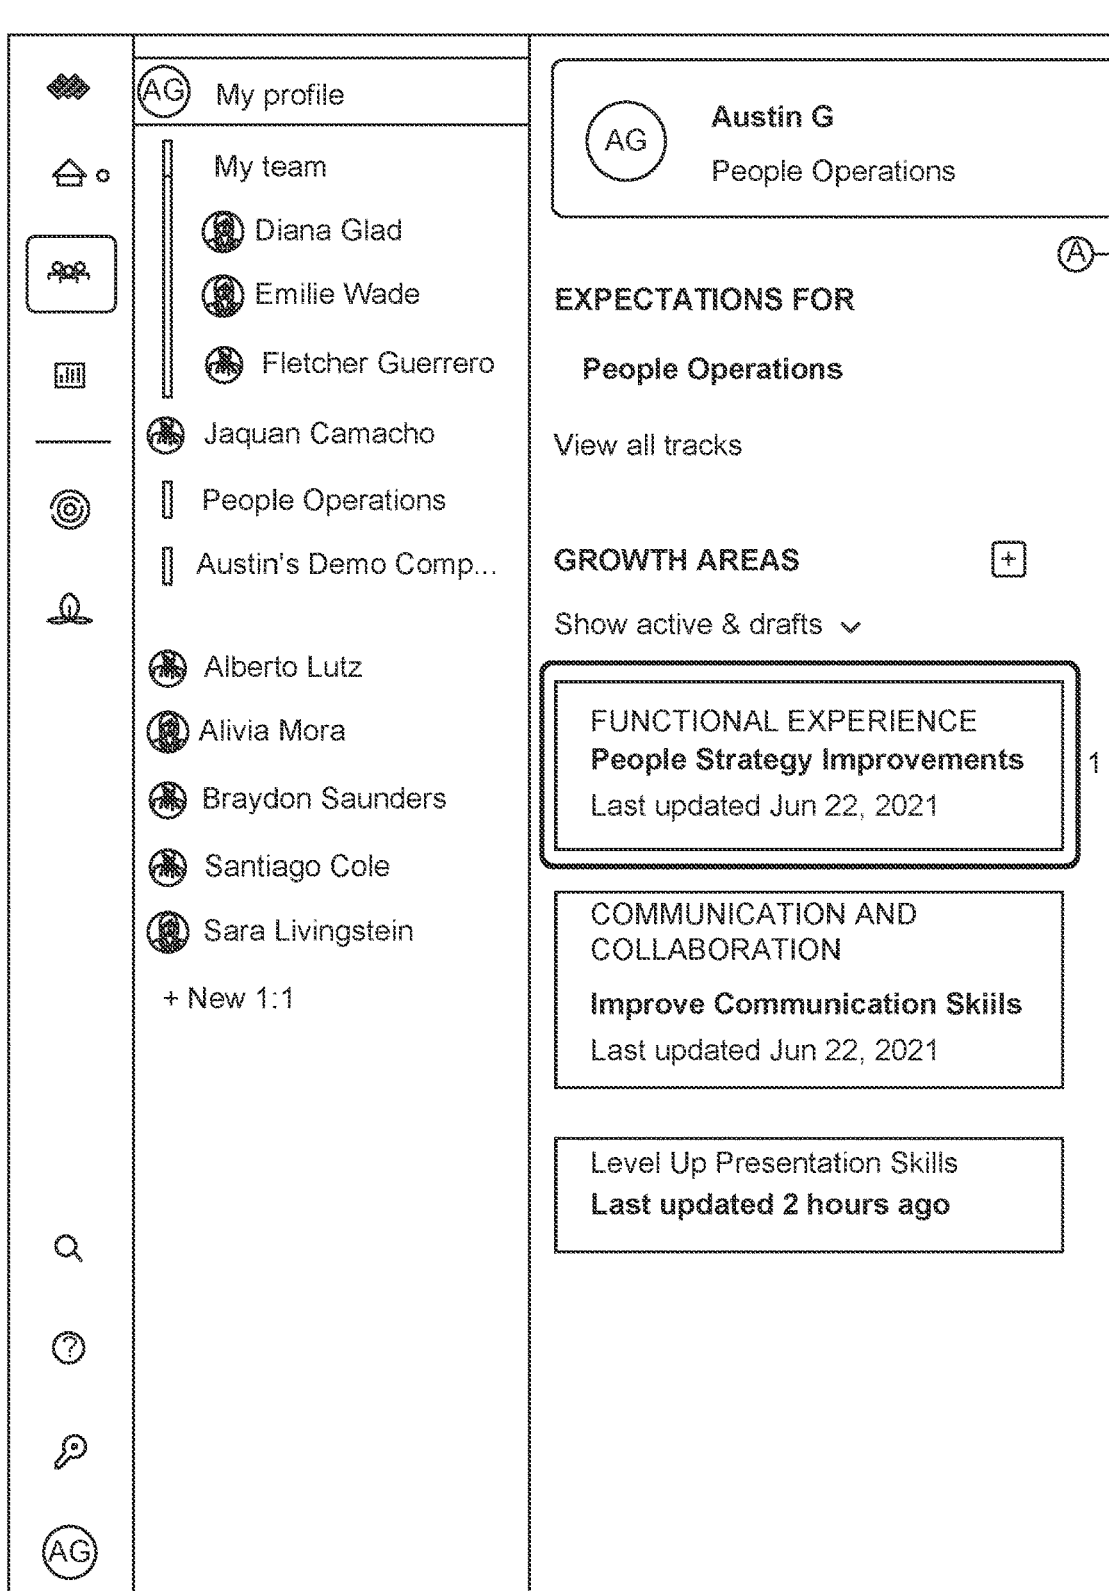 AG My profile
My team
Diana Glad
Emilie Wade
Fletcher Guerrero
Jaquan Camacho
People Operations
Austin's Demo Comp...
Alberto Lutz
Alivia Mora
Braydon Saunders
Santiago Cole
Sara Livingstein
+ New 1:1
?
AG
AG
Austin G
People Operations
A
EXPECTATIONS FOR
People Operations
View all tracks
GROWTH AREAS +
Show active & drafts
FUNCTIONAL EXPERIENCE
People Strategy Improvements
Last updated Jun 22, 2021
1
COMMUNICATION AND
COLLABORATION
Improve Communication Skiils
Last updated Jun 22, 2021
Level Up Presentation Skills
Last updated 2 hours ago